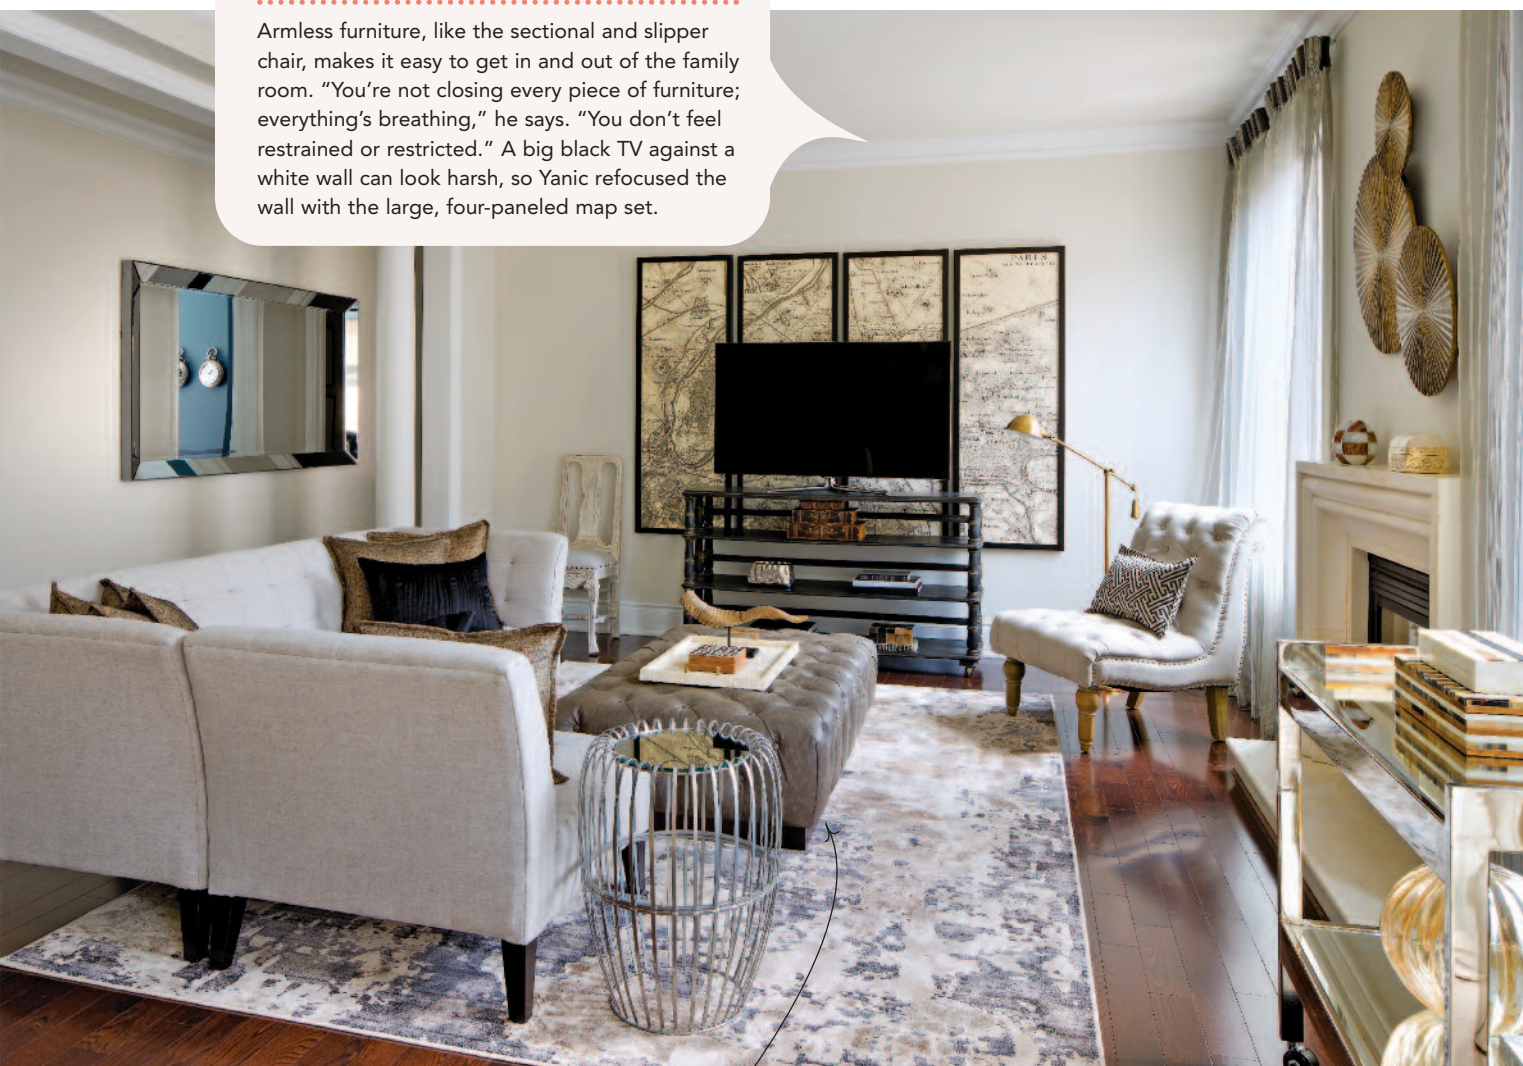 Armless furniture, like the sectional and slipper
chair, makes it easy to get in and out of the family
room. “You’re not closing every piece of furniture;
everything’s breathing,” he says. “You don’t feel
restrained or restricted.” A big black TV against a
white wall can look harsh, so Yanic refocused the
wall with the large, four-paneled map set.
PARIS